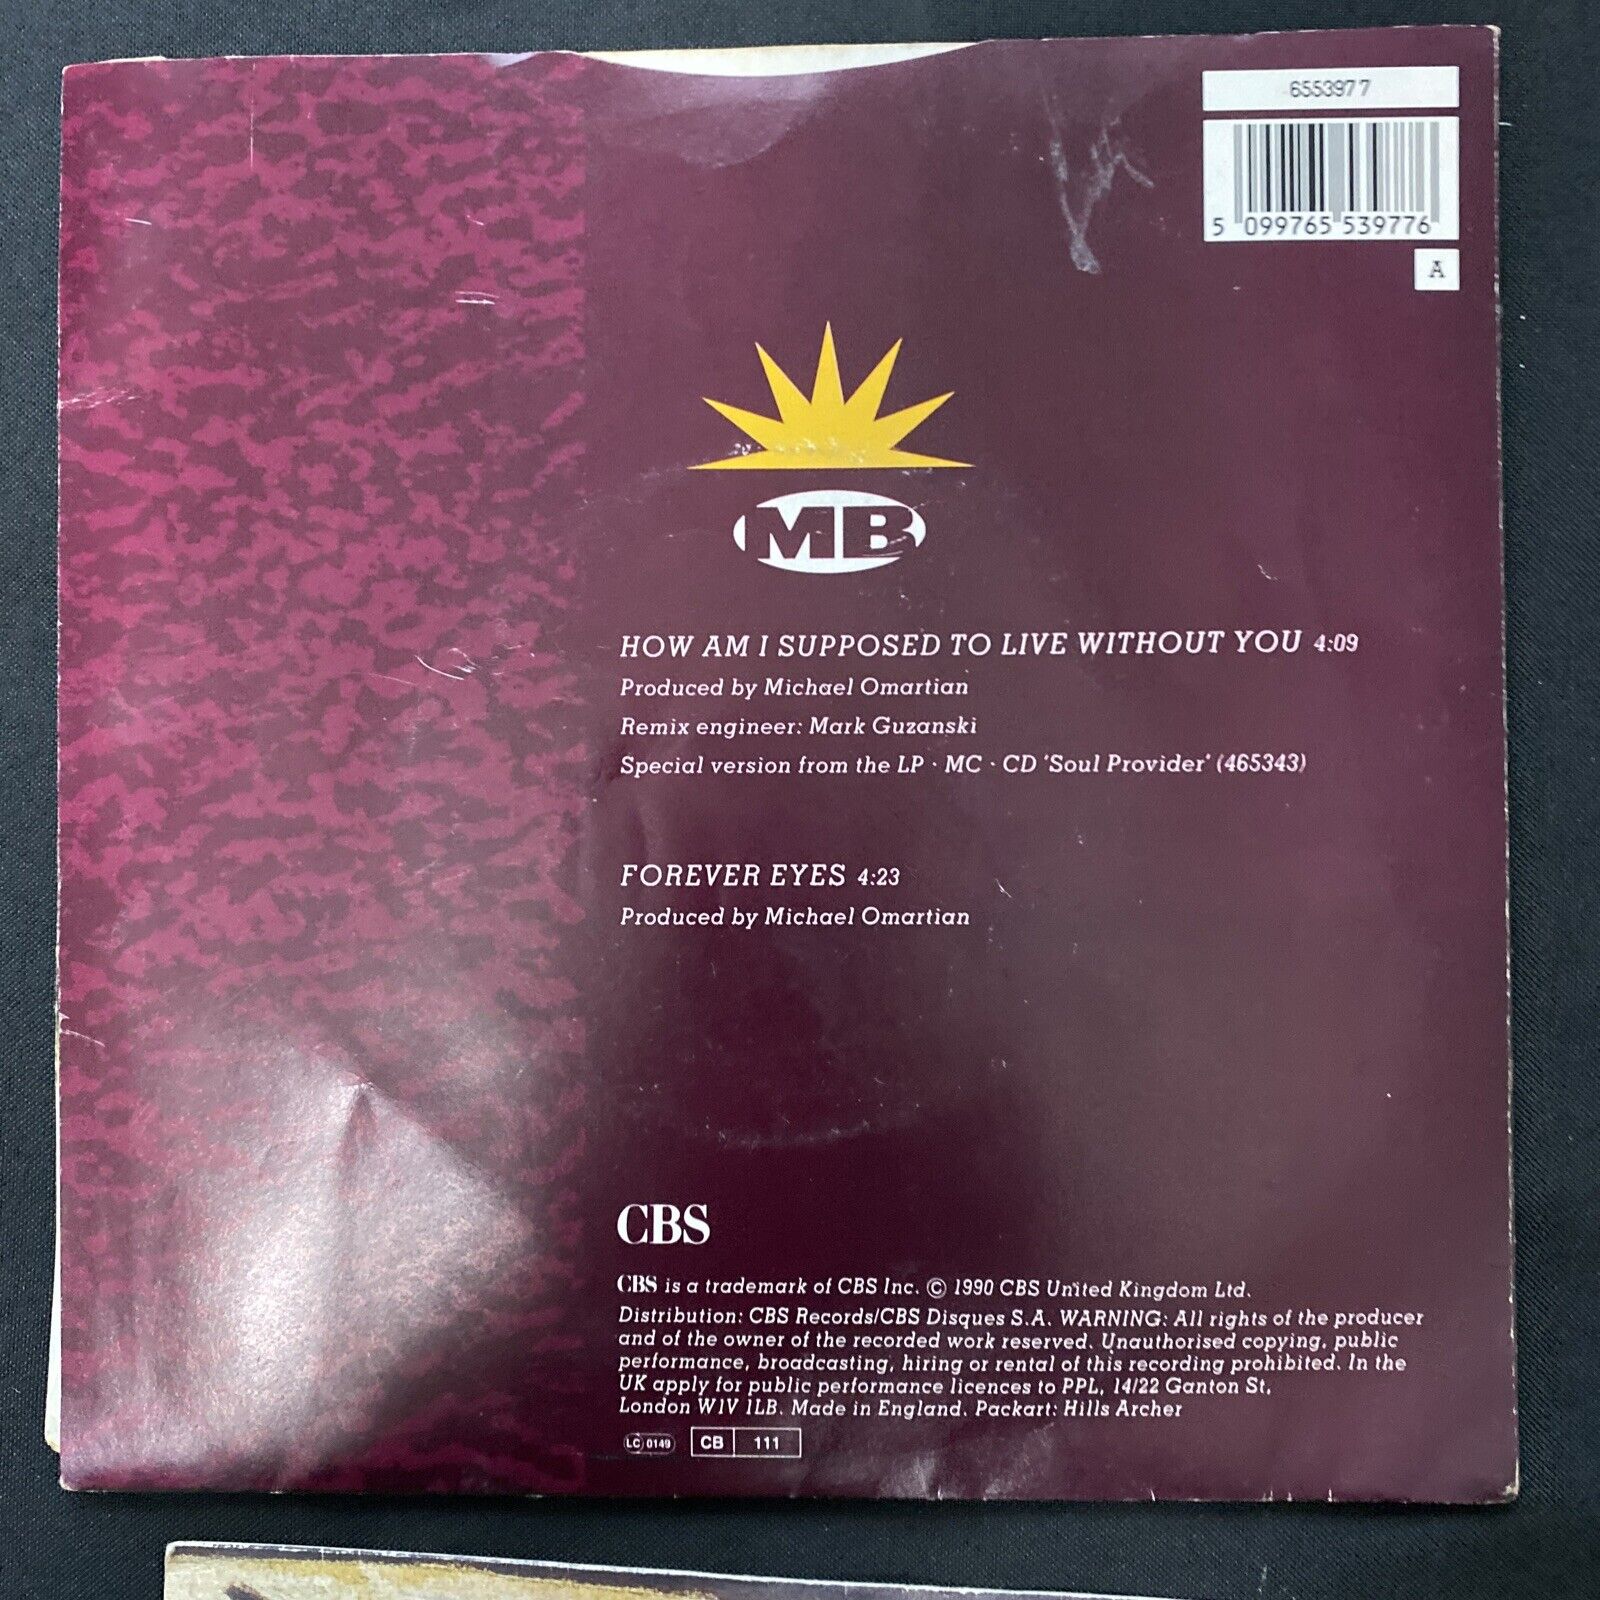 6553977
5 099765 539776
A
MB
HOW AM I SUPPOSED TO LIVE WITHOUT YOU 4:09
Produced by Michael Omartian
Remix engineer: Mark Guzanski
Special version from the LP · MC · CD 'Soul Provider' (465343)
FOREVER EYES 4:23
Produced by Michael Omartian
CBS
CBS is a trademark of CBS Inc. © 1990 CBS United Kingdom Ltd.
Distribution: CBS Records/CBS Disques S.A. WARNING: All rights of the producer
and of the owner of the recorded work reserved. Unauthorised copying, public
performance, broadcasting, hiring or rental of this recording prohibited. In the
UK apply for public performance licences to PPL, 14/22 Ganton St,
London W1V 1LB. Made in England. Packart: Hills Archer
LC 0149 CB 111